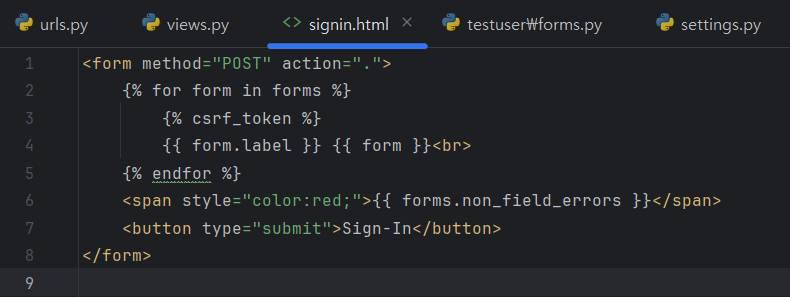 urls.py views.py signin.html testuser₩forms.py settings.py
1 <form method="POST" action=".">
2 {% for form in forms %}
3 {% csrf_token %}
4 {{ form.label }} {{ form }}<br>
5 {% endfor %}
6 <span style="color:red;">{{ forms.non_field_errors }}</span>
7 <button type="submit">Sign-In</button>
8 </form>
9